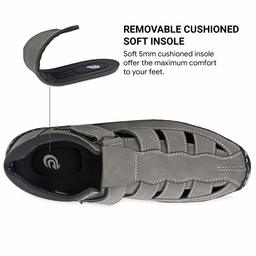 REMOVABLE CUSHIONED
SOFT INSOLE
Soft 5mm cushioned insole
offer the maximum comfort
to your feet.